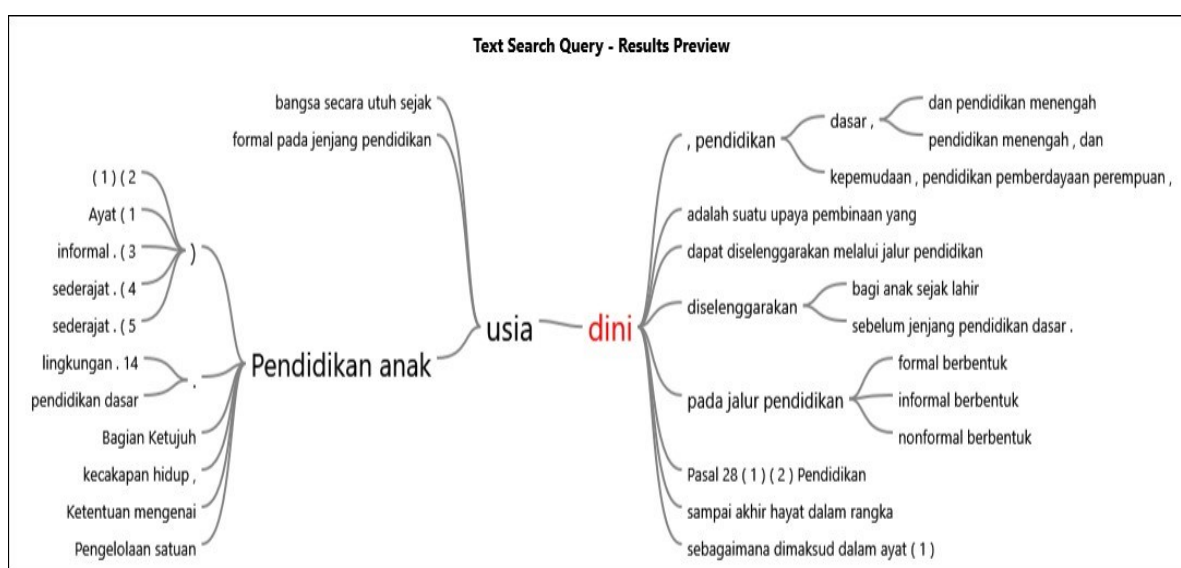 Text Search Query - Results Preview
bangsa secara utuh sejak
formal pada jenjang pendidikan
( 1 ) ( 2
Ayat ( 1
informal . ( 3
sederajat . ( 4
sederajat . ( 5
)
lingkungan . 14
pendidikan dasar
.
Bagian Ketujuh
kecakapan hidup ,
Ketentuan mengenai
Pengelolaan satuan
Pendidikan anak
usia
dini
, pendidikan
dasar ,
dan pendidikan menengah
pendidikan menengah , dan
kepemudaan , pendidikan pemberdayaan perempuan ,
adalah suatu upaya pembinaan yang
dapat diselenggarakan melalui jalur pendidikan
diselenggarakan
bagi anak sejak lahir
sebelum jenjang pendidikan dasar .
pada jalur pendidikan
formal berbentuk
informal berbentuk
nonformal berbentuk
Pasal 28 ( 1 ) ( 2 ) Pendidikan
sampai akhir hayat dalam rangka
sebagaimana dimaksud dalam ayat ( 1 )